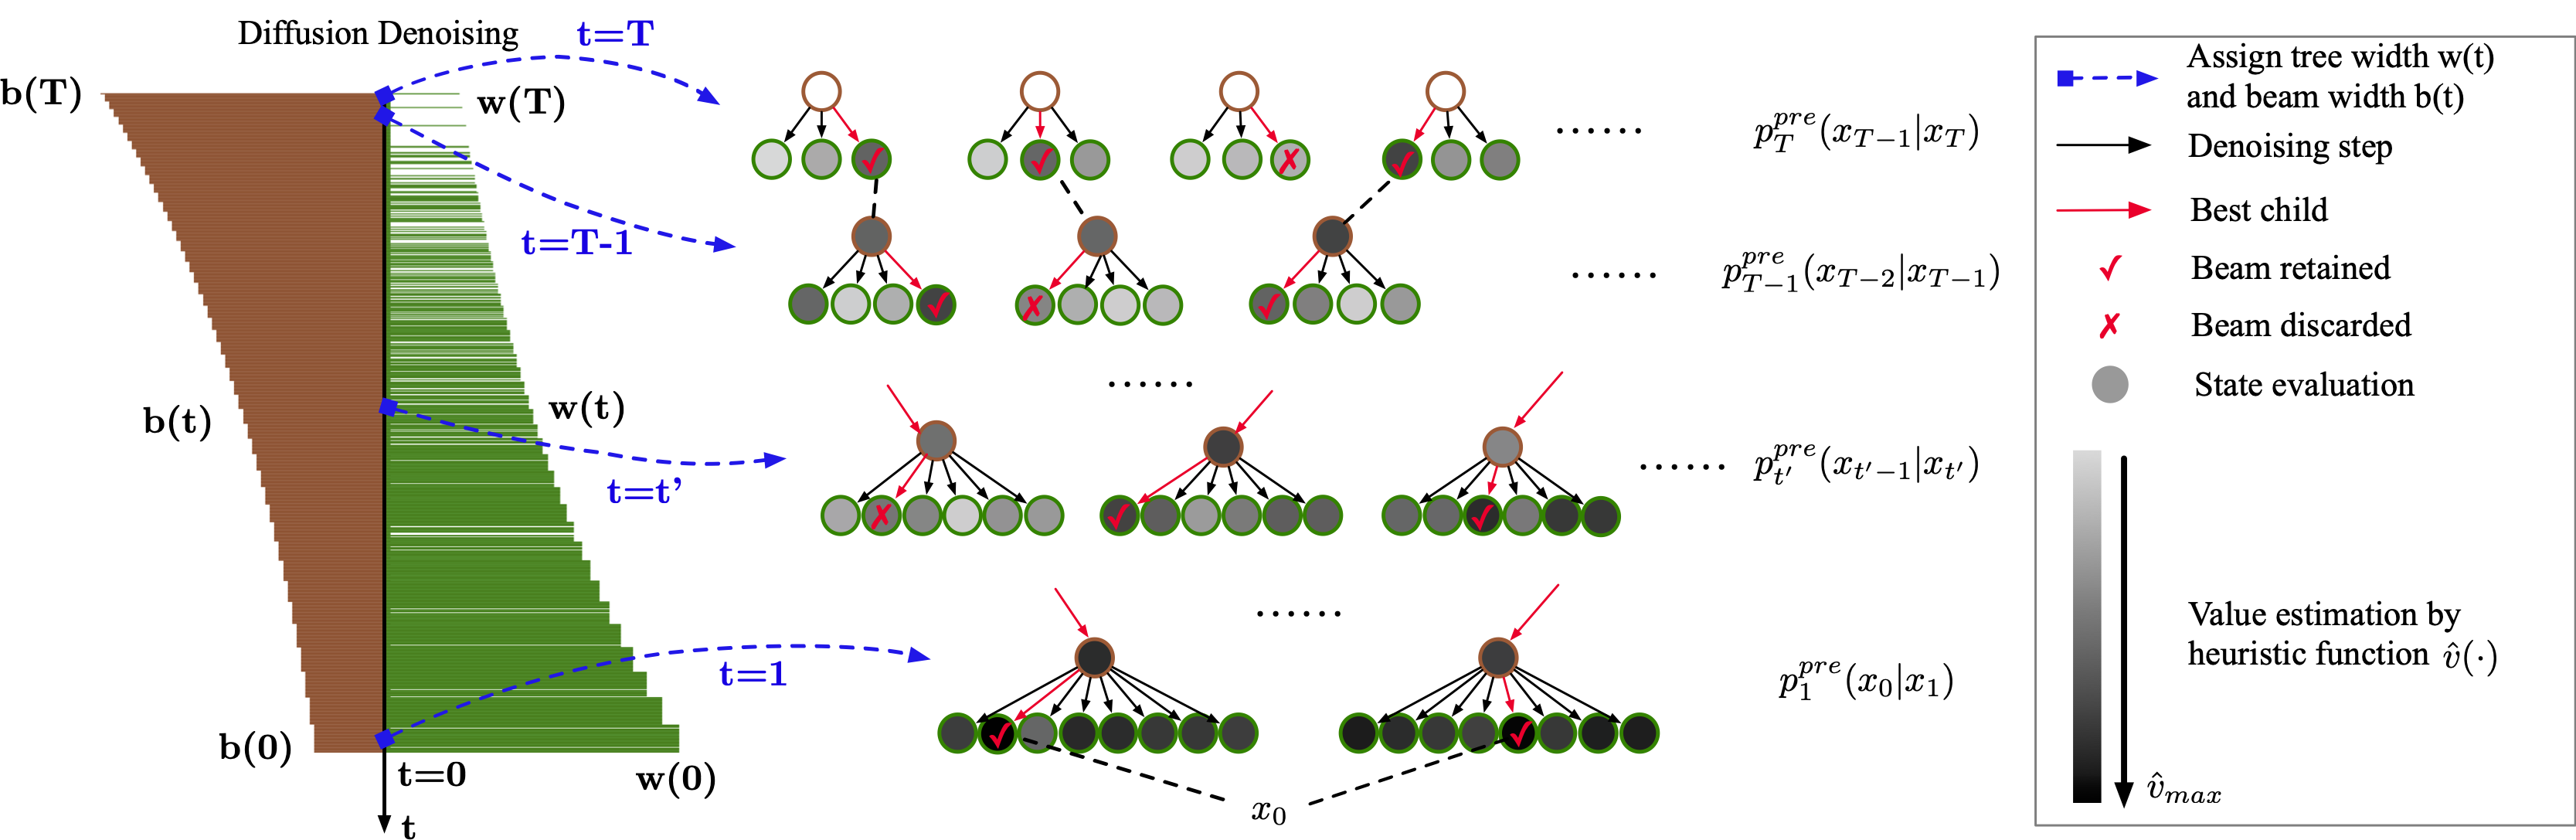 Diffusion Denoising
t=T
b(T)
w(T)
t=T-1
b(t)
w(t)
t=t’
t=1
b(0)
t=0
w(0)
t
✓ ✓ ✗ ✓ ...... $p_T^{pre}(x_{T-1}|x_T)$
✓ ✗ ✓ ...... $p_{T-1}^{pre}(x_{T-2}|x_{T-1})$
......
✗ ✓ ✓ ...... $p_{t'}^{pre}(x_{t'-1}|x_{t'})$
......
✓ ✓ $p_1^{pre}(x_0|x_1)$
$x_0$
Assign tree width w(t)
and beam width b(t)
Denoising step
Best child
✓ Beam retained
✗ Beam discarded
State evaluation
Value estimation by
heuristic function $\hat{v}(\cdot)$
$\hat{v}_{max}$